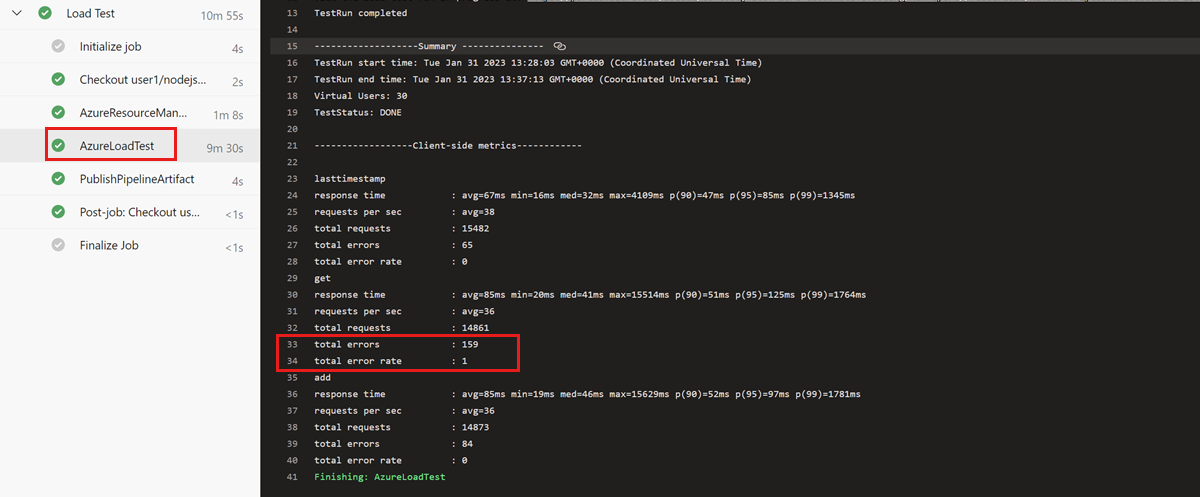 Load Test 10m 55s
Initialize job 4s
Checkout user1/nodejs... 2s
AzureResourceMan... 1m 8s
AzureLoadTest 9m 30s
PublishPipelineArtifact 4s
Post-job: Checkout us... <1s
Finalize Job <1s
13 TestRun completed
14
15 -------------------Summary ---------------
16 TestRun start time: Tue Jan 31 2023 13:28:03 GMT+0000 (Coordinated Universal Time)
17 TestRun end time: Tue Jan 31 2023 13:37:13 GMT+0000 (Coordinated Universal Time)
18 Virtual Users: 30
19 TestStatus: DONE
20
21 ------------------Client-side metrics------------
22
23 lasttimestamp
24 response time : avg=67ms min=16ms med=32ms max=4109ms p(90)=47ms p(95)=85ms p(99)=1345ms
25 requests per sec : avg=38
26 total requests : 15482
27 total errors : 65
28 total error rate : 0
29 get
30 response time : avg=85ms min=20ms med=41ms max=15514ms p(90)=51ms p(95)=125ms p(99)=1764ms
31 requests per sec : avg=36
32 total requests : 14861
33 total errors : 159
34 total error rate : 1
35 add
36 response time : avg=85ms min=19ms med=46ms max=15629ms p(90)=52ms p(95)=97ms p(99)=1781ms
37 requests per sec : avg=36
38 total requests : 14873
39 total errors : 84
40 total error rate : 0
41 Finishing: AzureLoadTest